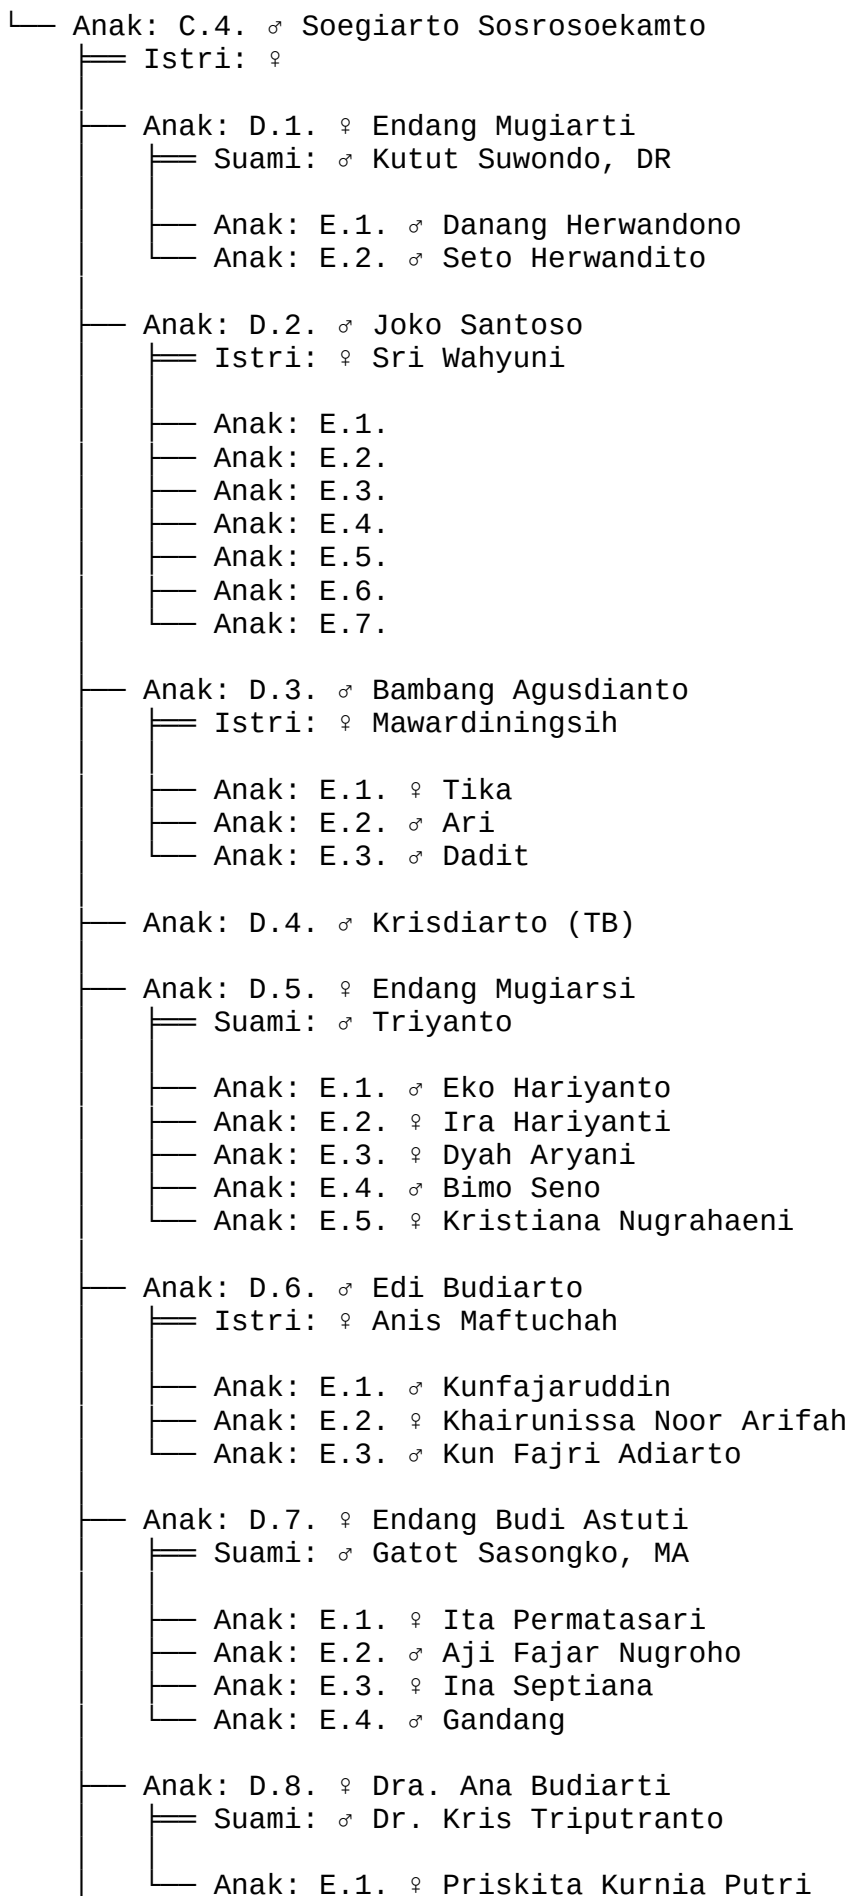 └── Anak: C.4. ♂ Soegiarto Sosrosoekamto
├══ Istri: ♀
├── Anak: D.1. ♀ Endang Mugiarti
├══ Suami: ♂ Kutut Suwondo, DR
├── Anak: E.1. ♂ Danang Herwandono
└── Anak: E.2. ♂ Seto Herwandito
├── Anak: D.2. ♂ Joko Santoso
├══ Istri: ♀ Sri Wahyuni
├── Anak: E.1.
├── Anak: E.2.
├── Anak: E.3.
├── Anak: E.4.
├── Anak: E.5.
├── Anak: E.6.
└── Anak: E.7.
├── Anak: D.3. ♂ Bambang Agusdianto
├══ Istri: ♀ Mawardiningsih
├── Anak: E.1. ♀ Tika
├── Anak: E.2. ♂ Ari
└── Anak: E.3. ♂ Dadit
├── Anak: D.4. ♂ Krisdiarto (TB)
├── Anak: D.5. ♀ Endang Mugiarsi
├══ Suami: ♂ Triyanto
├── Anak: E.1. ♂ Eko Hariyanto
├── Anak: E.2. ♀ Ira Hariyanti
├── Anak: E.3. ♀ Dyah Aryani
├── Anak: E.4. ♂ Bimo Seno
└── Anak: E.5. ♀ Kristiana Nugrahaeni
├── Anak: D.6. ♂ Edi Budiarto
├══ Istri: ♀ Anis Maftuchah
├── Anak: E.1. ♂ Kunfajaruddin
├── Anak: E.2. ♀ Khairunissa Noor Arifah
└── Anak: E.3. ♂ Kun Fajri Adiarto
├── Anak: D.7. ♀ Endang Budi Astuti
├══ Suami: ♂ Gatot Sasongko, MA
├── Anak: E.1. ♀ Ita Permatasari
├── Anak: E.2. ♂ Aji Fajar Nugroho
├── Anak: E.3. ♀ Ina Septiana
└── Anak: E.4. ♂ Gandang
├── Anak: D.8. ♀ Dra. Ana Budiarti
├══ Suami: ♂ Dr. Kris Triputranto
└── Anak: E.1. ♀ Priskita Kurnia Putri